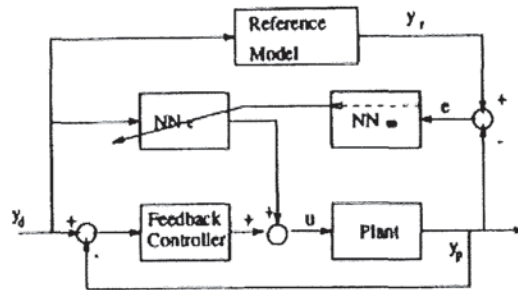 Reference
Model
y r
+
e
-
NN c
NN m
y d
+
-
Feedback
Controller
+
+
u
Plant
y p